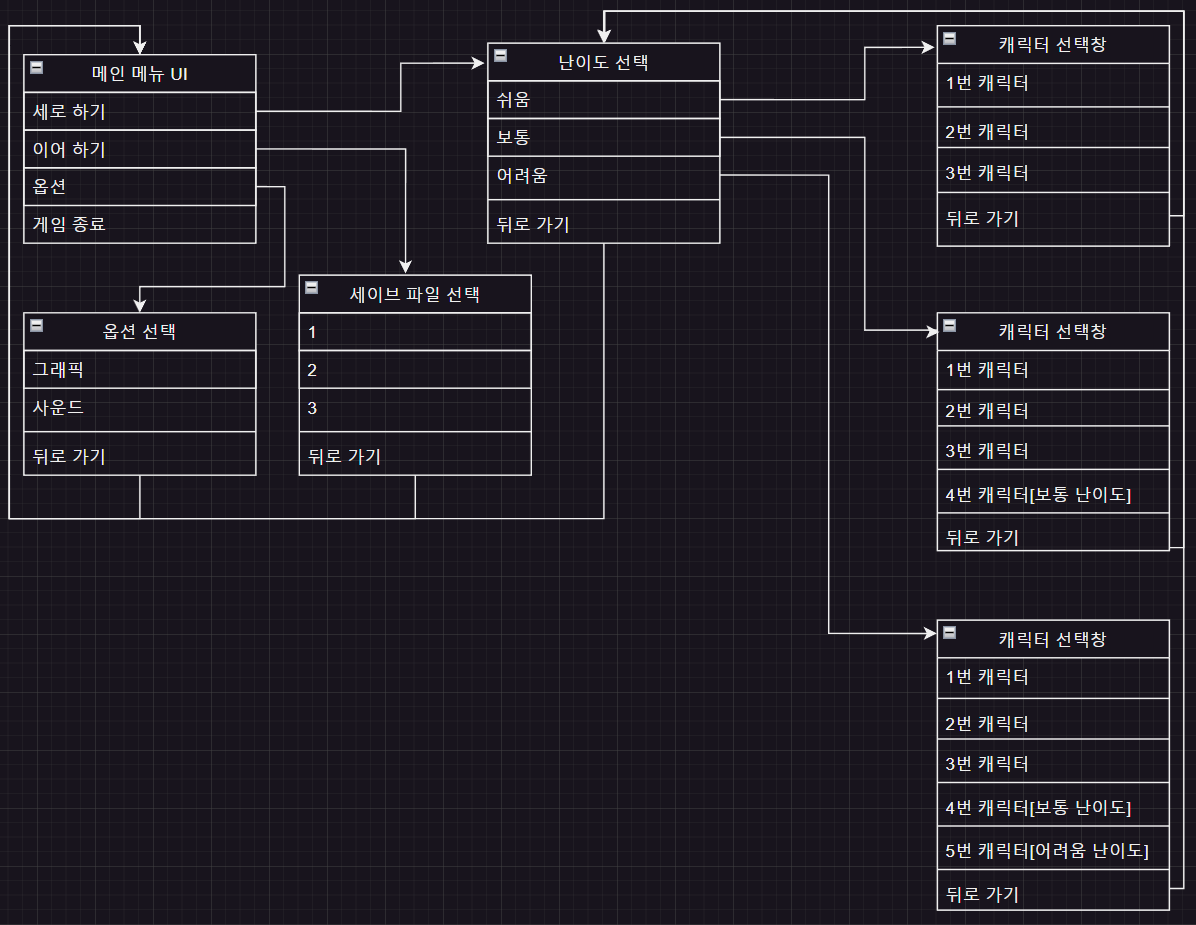 메인 메뉴 UI
세로 하기
이어 하기
옵션
게임 종료
난이도 선택
쉬움
보통
어려움
뒤로 가기
캐릭터 선택창
1번 캐릭터
2번 캐릭터
3번 캐릭터
뒤로 가기
옵션 선택
그래픽
사운드
뒤로 가기
세이브 파일 선택
1
2
3
뒤로 가기
캐릭터 선택창
1번 캐릭터
2번 캐릭터
3번 캐릭터
4번 캐릭터[보통 난이도]
뒤로 가기
캐릭터 선택창
1번 캐릭터
2번 캐릭터
3번 캐릭터
4번 캐릭터[보통 난이도]
5번 캐릭터[어려움 난이도]
뒤로 가기